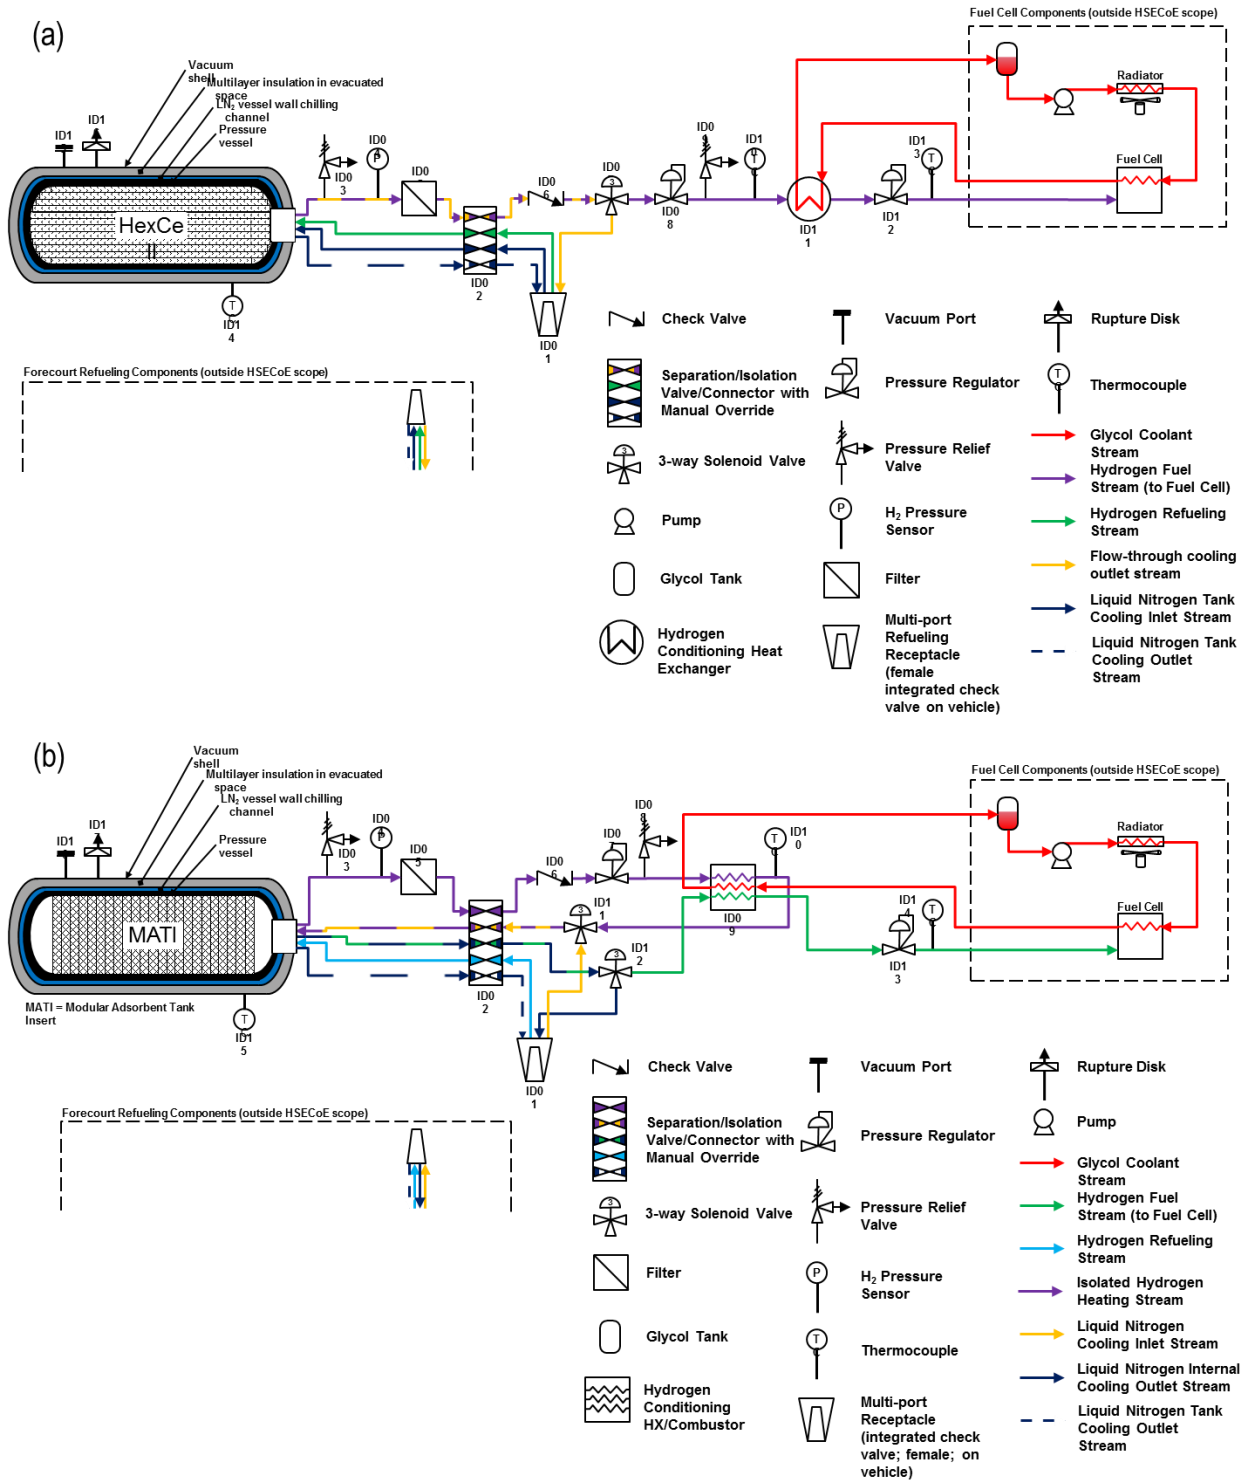 (a)
Fuel Cell Components (outside HSECoE scope)
Vacuum
shell
Multilayer insulation in evacuated
space
LN2 vessel wall chilling
channel
Pressure
vessel
ID1
ID1
ID0
3
ID0
P
ID0
ID0
6
ID0
3
ID0
8
ID0
ID1
ID1
3
T
Radiator
Fuel Cell
HexCe
ll
ID0
2
ID0
1
ID1
1
ID1
2
T
ID1
4
Forecourt Refueling Components (outside HSECoE scope)
Check Valve
Vacuum Port
Rupture Disk
Separation/Isolation
Valve/Connector with
Manual Override
Pressure Regulator
T
Thermocouple
3
3-way Solenoid Valve
Pressure Relief
Valve
Glycol Coolant
Stream
Hydrogen Fuel
Stream (to Fuel Cell)
Pump
P
H2 Pressure
Sensor
Hydrogen Refueling
Stream
Glycol Tank
Filter
Flow-through cooling
outlet stream
Hydrogen
Conditioning Heat
Exchanger
Multi-port
Refueling
Receptacle
(female
integrated check
valve on vehicle)
Liquid Nitrogen Tank
Cooling Inlet Stream
Liquid Nitrogen Tank
Cooling Outlet
Stream
(b)
Fuel Cell Components (outside HSECoE scope)
Vacuum
shell
Multilayer insulation in evacuated
space
LN2 vessel wall chilling
channel
Pressure
vessel
ID1
ID1
ID0
3
ID0
P
ID0
5
ID0
6
ID0
ID0
8
ID1
0
T
Radiator
Fuel Cell
MATI
ID1
1
3
ID1
2
3
ID0
9
ID1
4
T
ID1
3
ID0
2
ID0
1
MATI = Modular Adsorbent Tank
Insert
T
ID1
5
Forecourt Refueling Components (outside HSECoE scope)
Check Valve
Vacuum Port
Rupture Disk
Separation/Isolation
Valve/Connector with
Manual Override
Pressure Regulator
Pump
3
3-way Solenoid Valve
Pressure Relief
Valve
Glycol Coolant
Stream
Hydrogen Fuel
Stream (to Fuel Cell)
Filter
P
H2 Pressure
Sensor
Hydrogen Refueling
Stream
Isolated Hydrogen
Heating Stream
Glycol Tank
T
Thermocouple
Liquid Nitrogen
Cooling Inlet Stream
Hydrogen
Conditioning
HX/Combustor
Multi-port
Receptacle
(integrated check
valve; female; on
vehicle)
Liquid Nitrogen Internal
Cooling Outlet Stream
Liquid Nitrogen Tank
Cooling Outlet
Stream